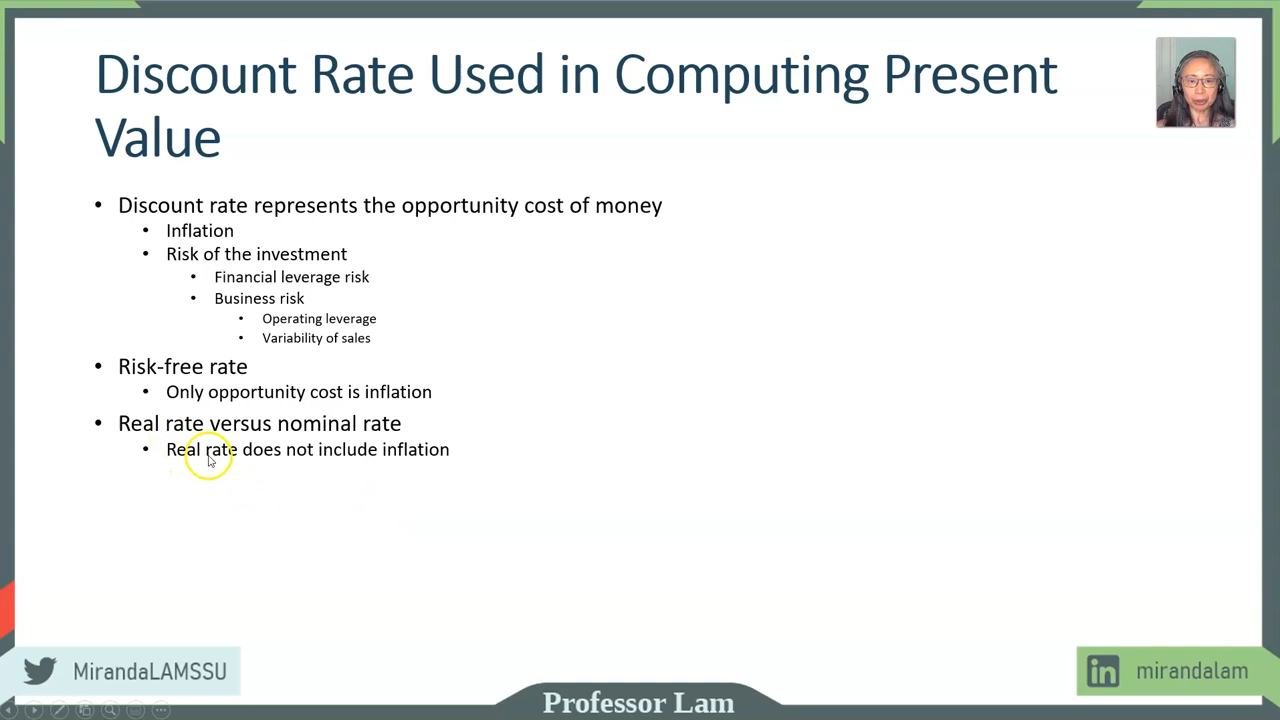 Discount Rate Used in Computing Present
Value
• Discount rate represents the opportunity cost of money
• Inflation
• Risk of the investment
• Financial leverage risk
• Business risk
• Operating leverage
• Variability of sales
• Risk-free rate
• Only opportunity cost is inflation
• Real rate versus nominal rate
• Real rate does not include inflation
MirandaLAMSSU
in mirandalam
Professor Lam